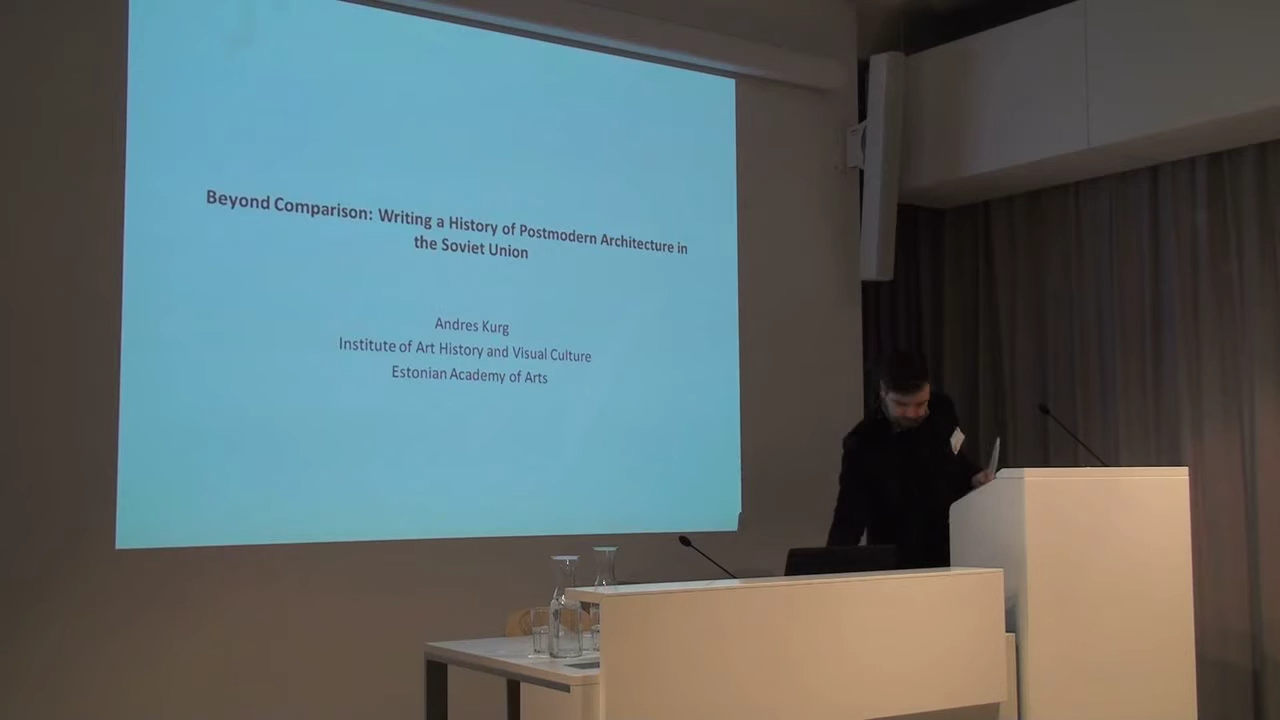 Beyond Comparison: Writing a History of Postmodern Architecture in
the Soviet Union
Andres Kurg
Institute of Art History and Visual Culture
Estonian Academy of Arts